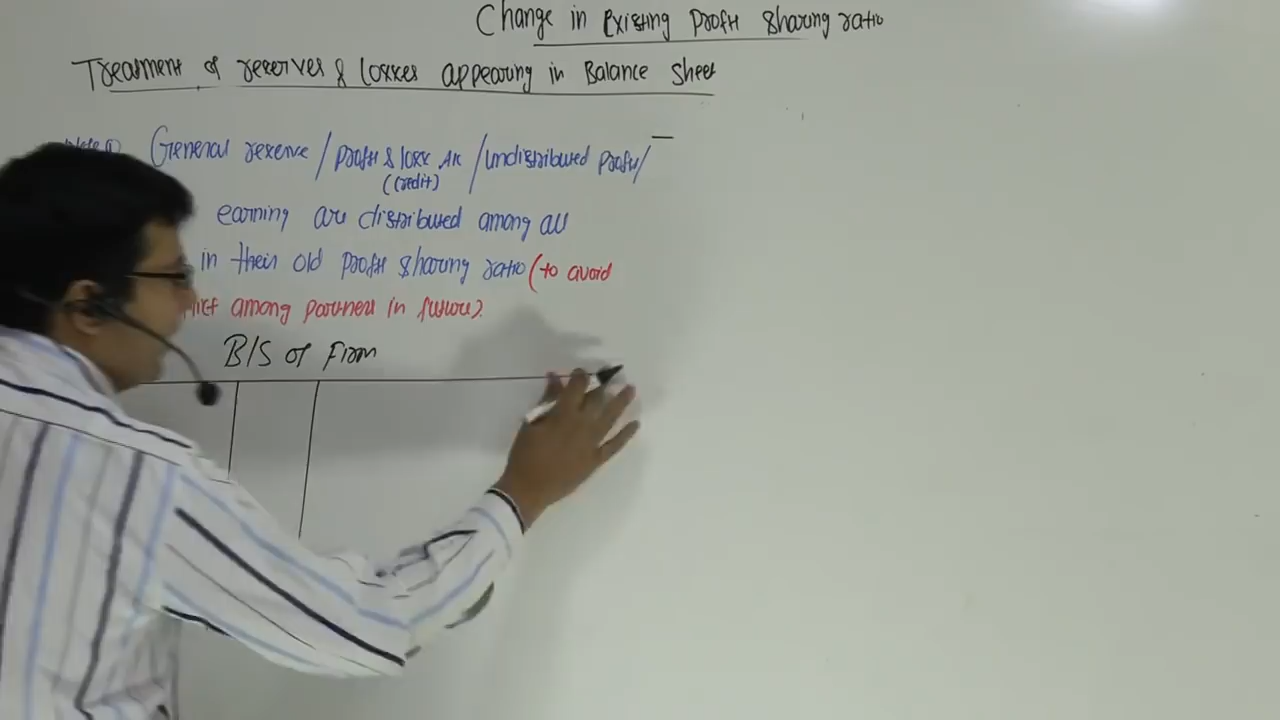 Change in Existing Profit Sharing ratio
Treatment of reserves & losses appearing in Balance Sheet
General reserve / Profit & loss A/c / undistributed profit /
(credit)
earning are distributed among all
in their old profit sharing ratio (to avoid
among partners in future).
B/S of Firm